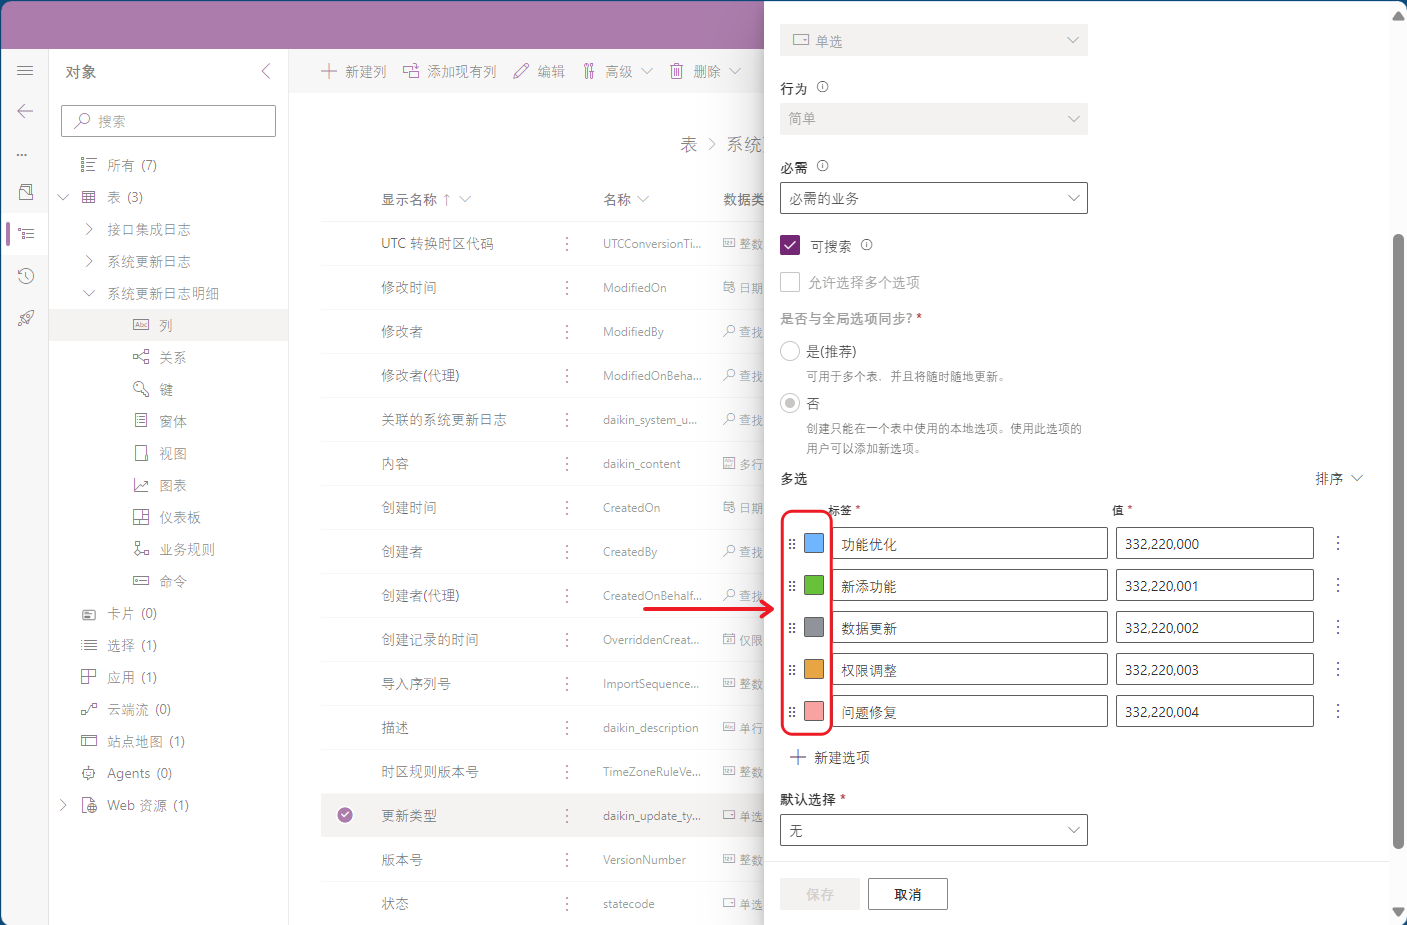 对象
搜索
所有 (7)
表 (3)
接口集成日志
系统更新日志
系统更新日志明细
Abc 列
关系
键
窗体
视图
图表
仪表板
业务规则
命令
卡片 (0)
选择 (1)
应用 (1)
云端流 (0)
站点地图 (1)
Agents (0)
Web 资源 (1)
新建列 添加现有列 编辑 高级 删除
表 > 系统
显示名称 ↑ 名称 数据类
UTC 转换时区代码 UTCConversionTi... 整数
修改时间 ModifiedOn 日期
修改者 ModifiedBy 查找
修改者(代理) ModifiedOnBeha... 查找
关联的系统更新日志 daikin_system_u... 查找
内容 daikin_content 多行
创建时间 CreatedOn 日期
创建者 CreatedBy 查找
创建者(代理) CreatedOnBehalf... 查找
创建记录的时间 OverriddenCreat... 仅限
导入序列号 ImportSequence... 整数
描述 daikin_description 单行
时区规则版本号 TimeZoneRuleVe... 整数
更新类型 daikin_update_ty... 单选
版本号 VersionNumber 整数
状态 statecode 单选
单选
行为
简单
必需
必需的业务
可搜索
允许选择多个选项
是否与全局选项同步? *
是(推荐)
可用于多个表，并且将随时随地更新。
否
创建只能在一个表中使用的本地选项。使用此选项的
用户可以添加新选项。
多选 排序
标签 * 值 *
功能优化 332,220,000
新添功能 332,220,001
数据更新 332,220,002
权限调整 332,220,003
问题修复 332,220,004
新建选项
默认选择 *
无
保存 取消